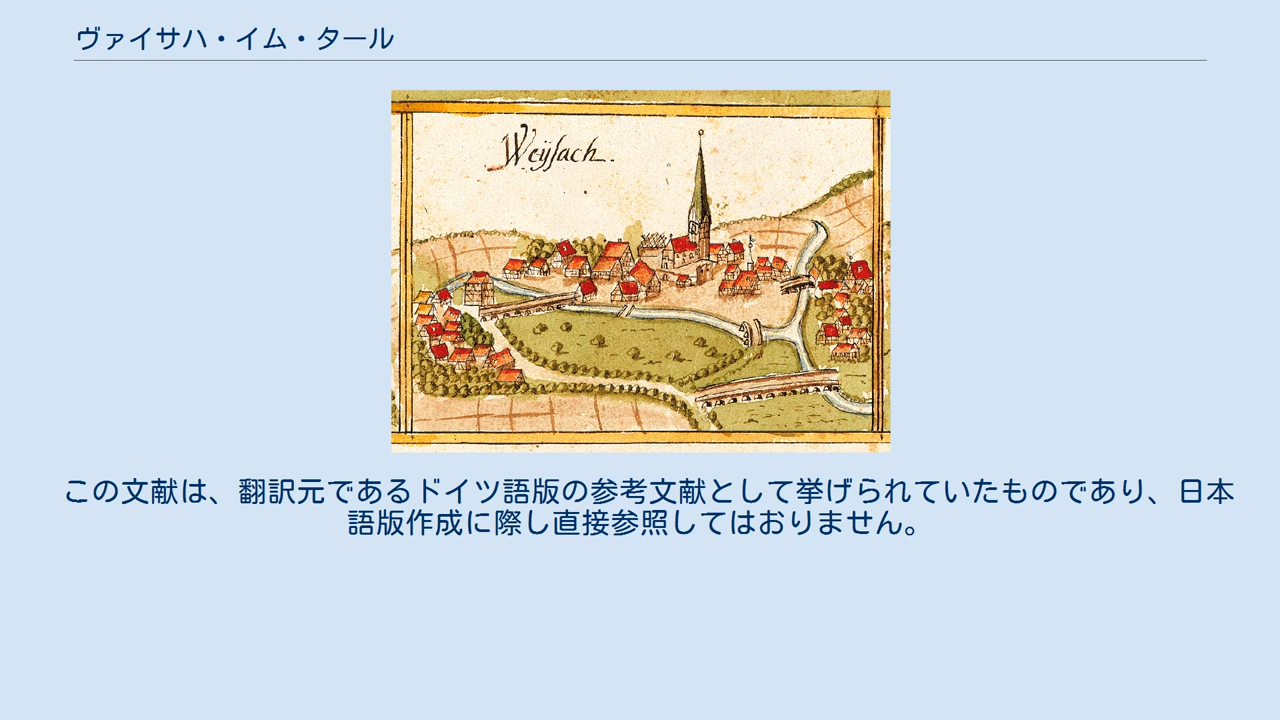 ヴァイサハ・イム・タール
Weÿsach.
この文献は、翻訳元であるドイツ語版の参考文献として挙げられていたものであり、日本
語版作成に際し直接参照してはおりません。